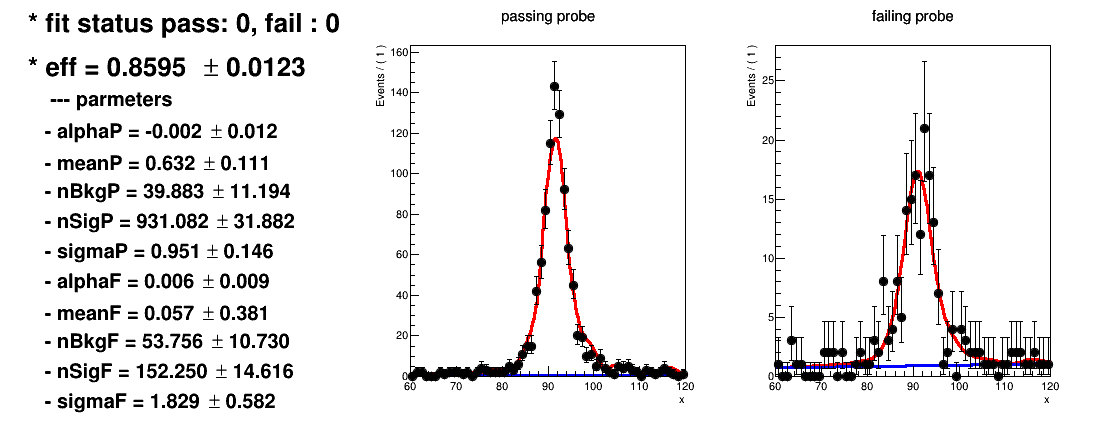 * fit status pass: 0, fail : 0
* eff = 0.8595 ± 0.0123
--- parmeters
- alphaP = -0.002 ± 0.012
- meanP = 0.632 ± 0.111
- nBkgP = 39.883 ± 11.194
- nSigP = 931.082 ± 31.882
- sigmaP = 0.951 ± 0.146
- alphaF = 0.006 ± 0.009
- meanF = 0.057 ± 0.381
- nBkgF = 53.756 ± 10.730
- nSigF = 152.250 ± 14.616
- sigmaF = 1.829 ± 0.582
passing probe
Events / ( 1 )
160
140
120
100
80
60
40
20
0
60 70 80 90 100 110 120
x
failing probe
Events / ( 1 )
25
20
15
10
5
0
60 70 80 90 100 110 120
x